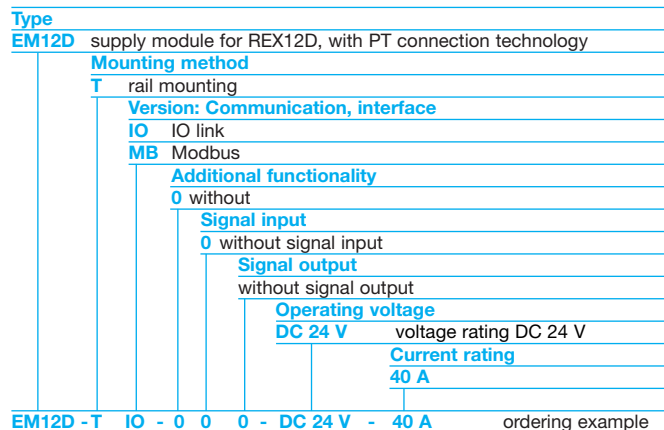 Type
EM12D supply module for REX12D, with PT connection technology
Mounting method
T rail mounting
Version: Communication, interface
IO IO link
MB Modbus
Additional functionality
0 without
Signal input
0 without signal input
Signal output
without signal output
Operating voltage
DC 24 V voltage rating DC 24 V
Current rating
40 A
EM12D - T IO - 0 0 0 - DC 24 V - 40 A ordering example